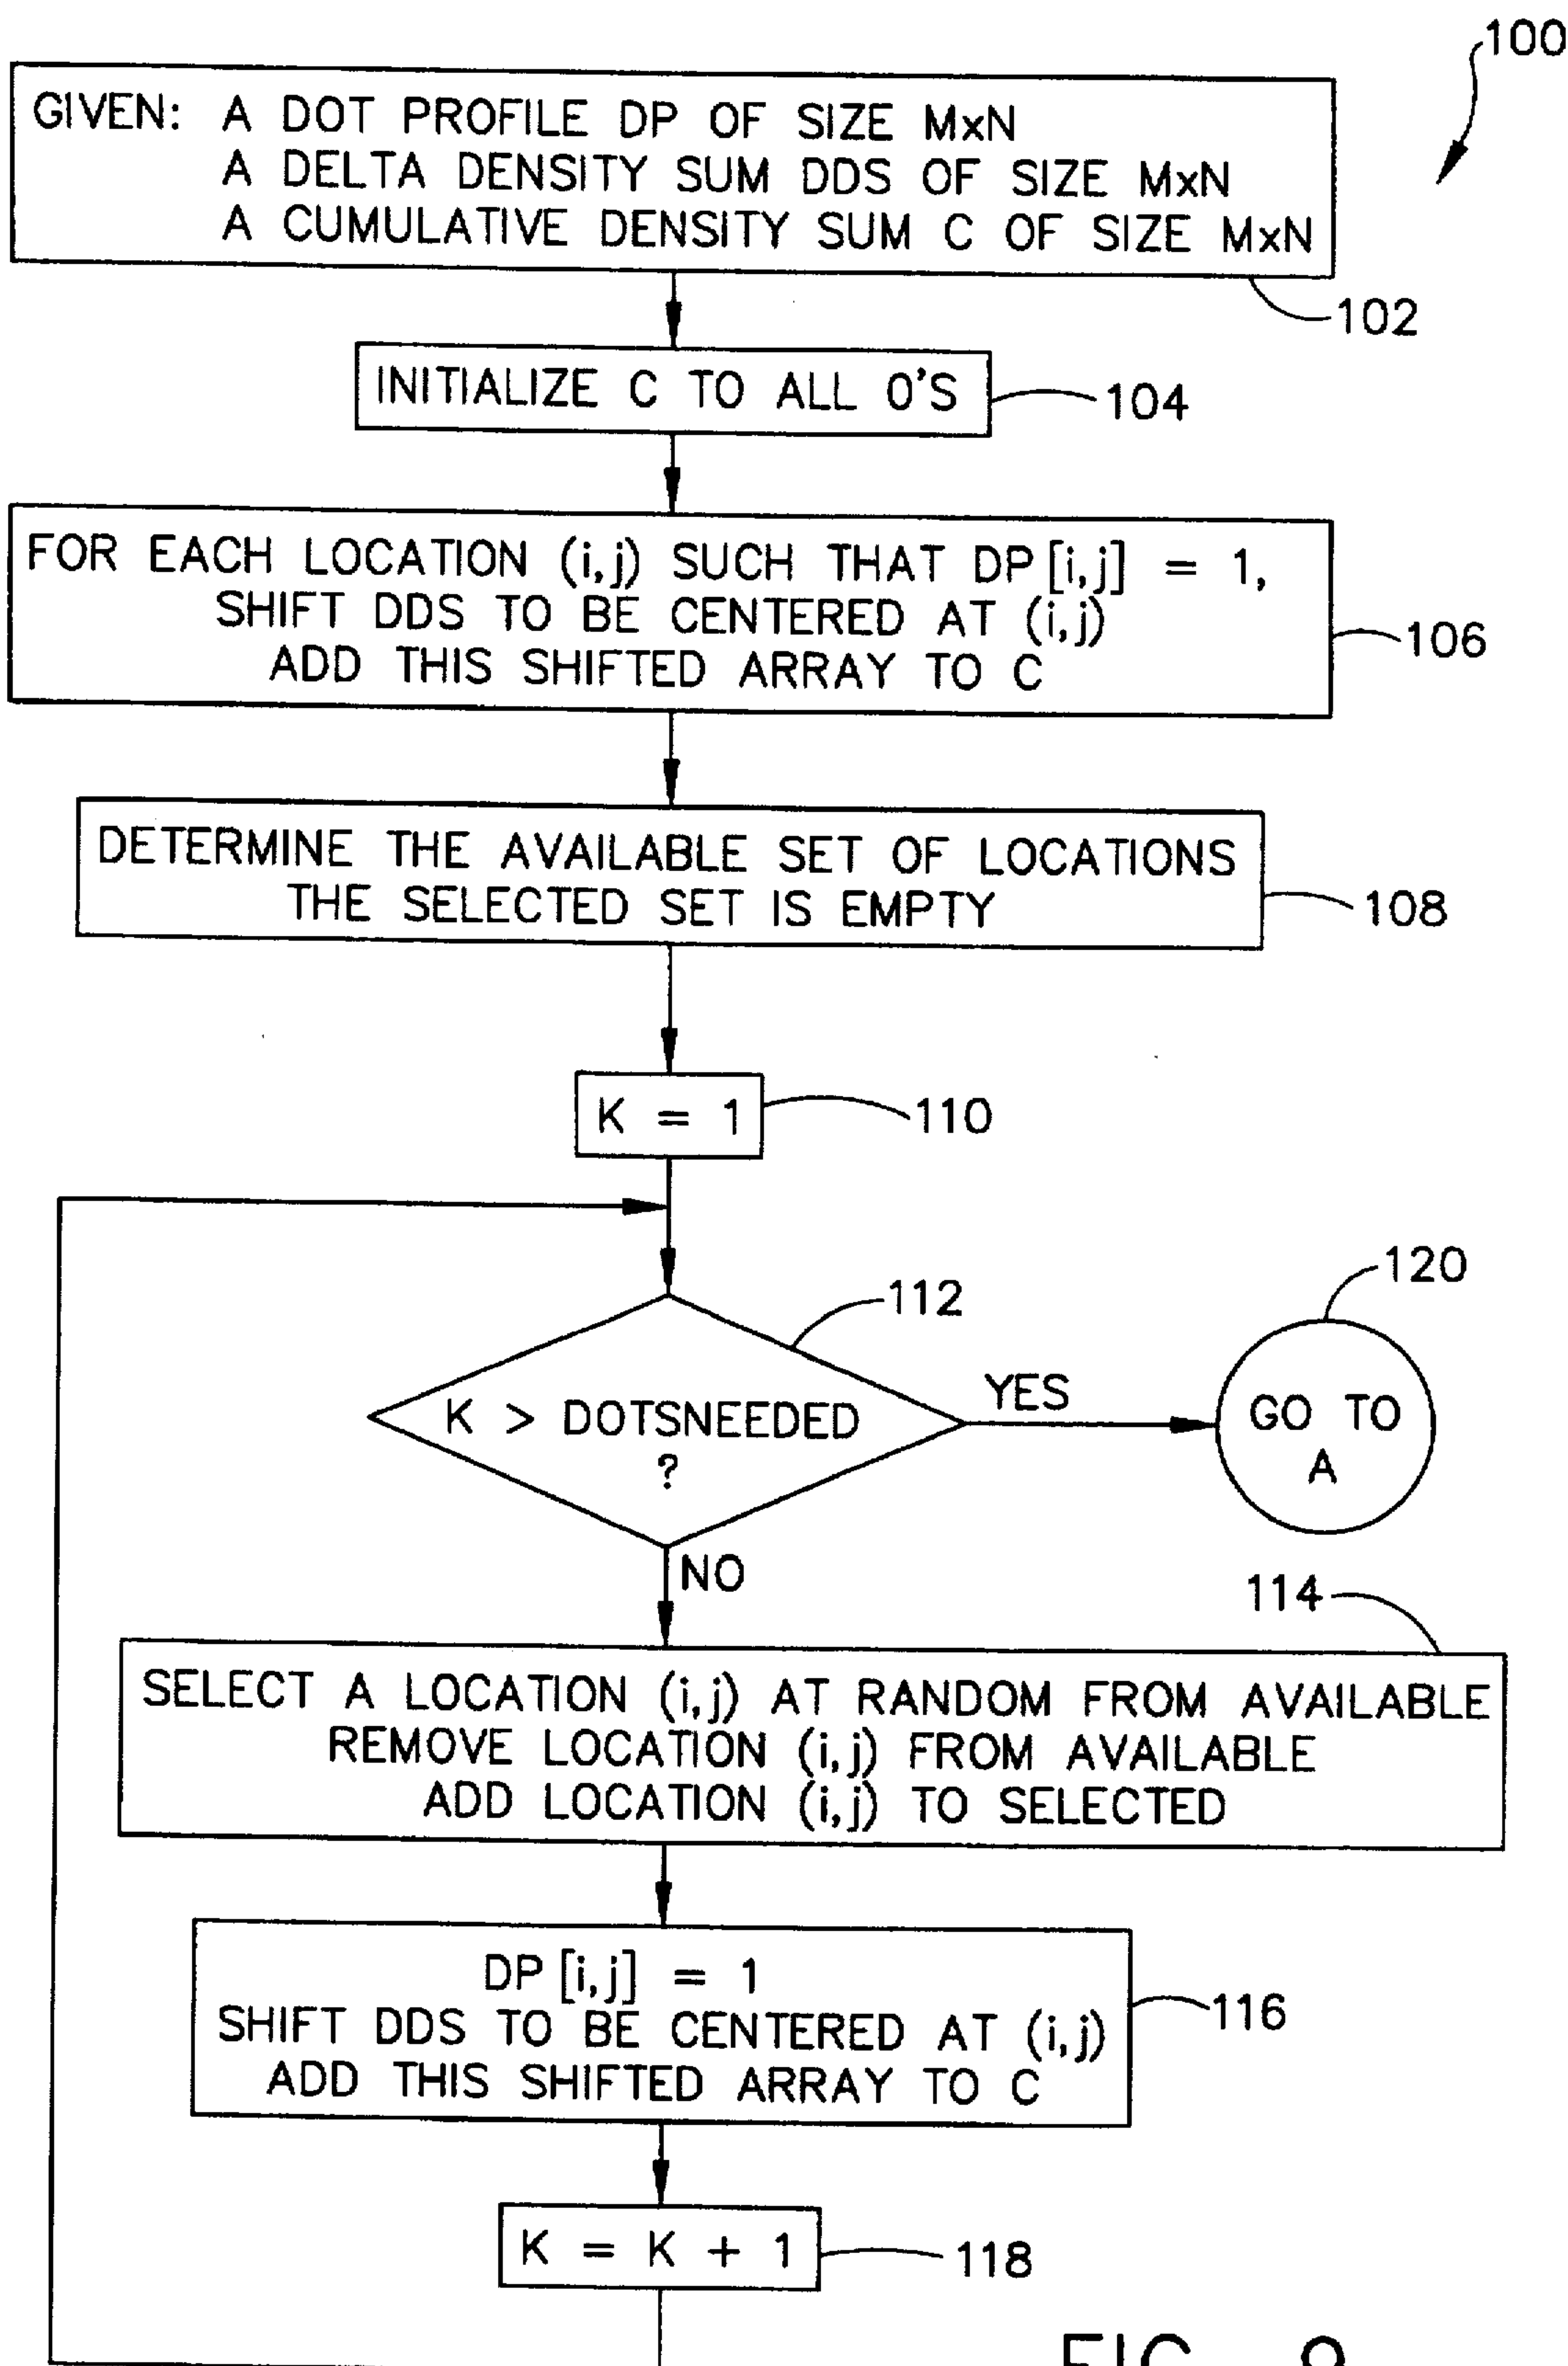 100
GIVEN: A DOT PROFILE DP OF SIZE MxN
A DELTA DENSITY SUM DDS OF SIZE MxN
A CUMULATIVE DENSITY SUM C OF SIZE MxN
102
INITIALIZE C TO ALL 0'S
104
FOR EACH LOCATION (i,j) SUCH THAT DP[i,j] = 1,
SHIFT DDS TO BE CENTERED AT (i,j)
ADD THIS SHIFTED ARRAY TO C
106
DETERMINE THE AVAILABLE SET OF LOCATIONS
THE SELECTED SET IS EMPTY
108
K = 1
110
112
K > DOTSNEEDED
?
YES
120
GO TO
A
NO
114
SELECT A LOCATION (i,j) AT RANDOM FROM AVAILABLE
REMOVE LOCATION (i,j) FROM AVAILABLE
ADD LOCATION (i,j) TO SELECTED
DP[i,j] = 1
SHIFT DDS TO BE CENTERED AT (i,j)
ADD THIS SHIFTED ARRAY TO C
116
K = K + 1
118
FIG.